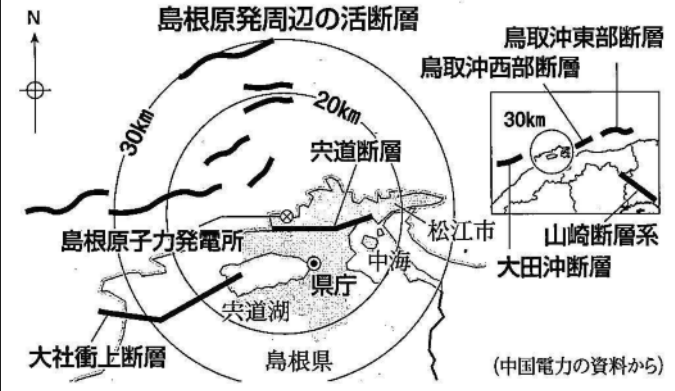 島根原発周辺の活断層
N
30km
20km
宍道断層
島根原子力発電所
松江市
中海
県庁
宍道湖
大社衝上断層
島根県
鳥取沖東部断層
鳥取沖西部断層
30km
山崎断層系
大田沖断層
(中国電力の資料から)